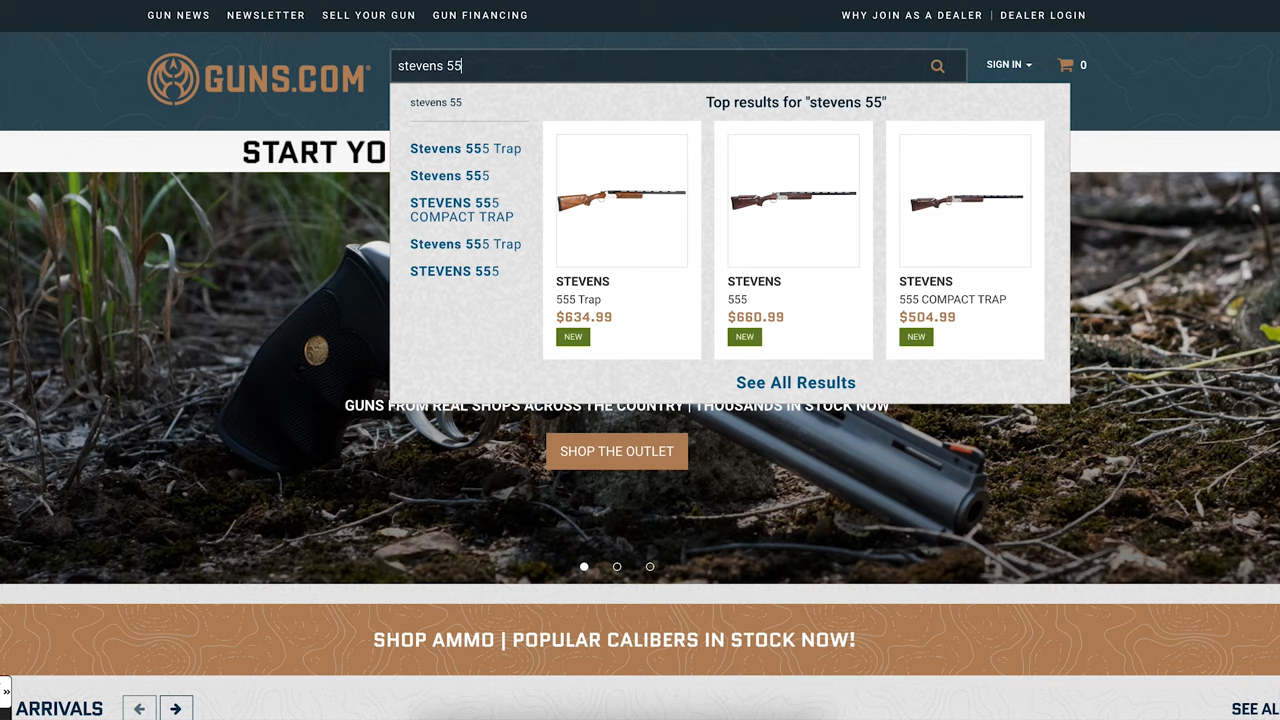 GUN NEWS NEWSLETTER SELL YOUR GUN GUN FINANCING WHY JOIN AS A DEALER | DEALER LOGIN
GUNS.COM
stevens 55
SIGN IN
0
stevens 55
Top results for "stevens 55"
START YO
Stevens 555 Trap
Stevens 555
STEVENS 555
COMPACT TRAP
Stevens 555 Trap
STEVENS 555
STEVENS
555 Trap
$634.99
NEW
STEVENS
555
$660.99
NEW
STEVENS
555 COMPACT TRAP
$504.99
NEW
See All Results
GUNS FROM REAL SHOPS ACROSS THE COUNTRY | THOUSANDS IN STOCK NOW
SHOP THE OUTLET
SHOP AMMO | POPULAR CALIBERS IN STOCK NOW!
»
ARRIVALS
SEE AL